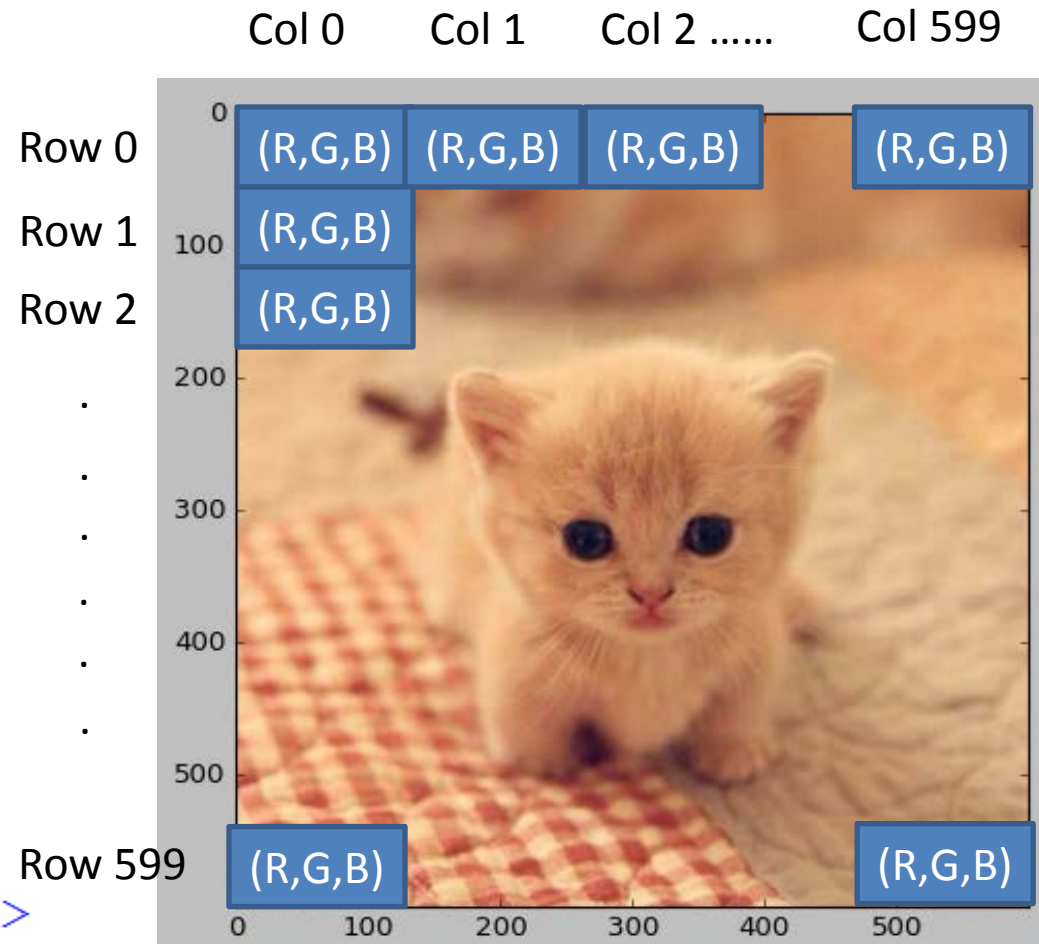 Col 0 Col 1 Col 2 ...... Col 599
0
Row 0 (R,G,B) (R,G,B) (R,G,B) (R,G,B)
Row 1 (R,G,B)
100
Row 2 (R,G,B)
.
200
.
.
300
.
.
400
.
500
Row 599 (R,G,B) (R,G,B)
>
0 100 200 300 400 500